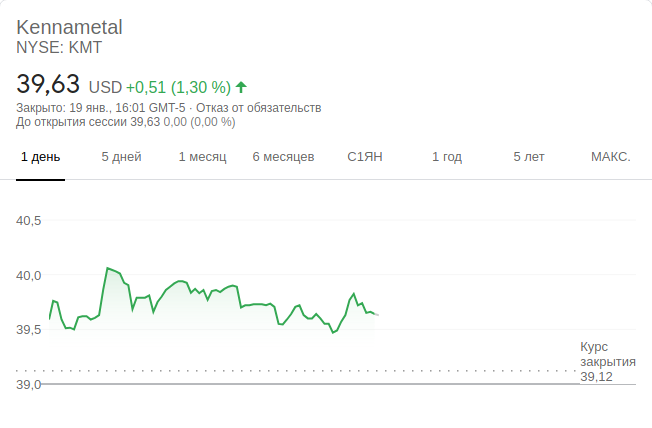 Kennametal
NYSE: KMT
39,63 USD +0,51 (1,30 %)
Закрыто: 19 янв., 16:01 GMT-5 · Отказ от обязательств
До открытия сессии 39,63 0,00 (0,00 %)
1 день 5 дней 1 месяц 6 месяцев С1ЯН 1 год 5 лет МАКС.
40,5
40,0
39,5
Курс
закрытия
39,12
39,0